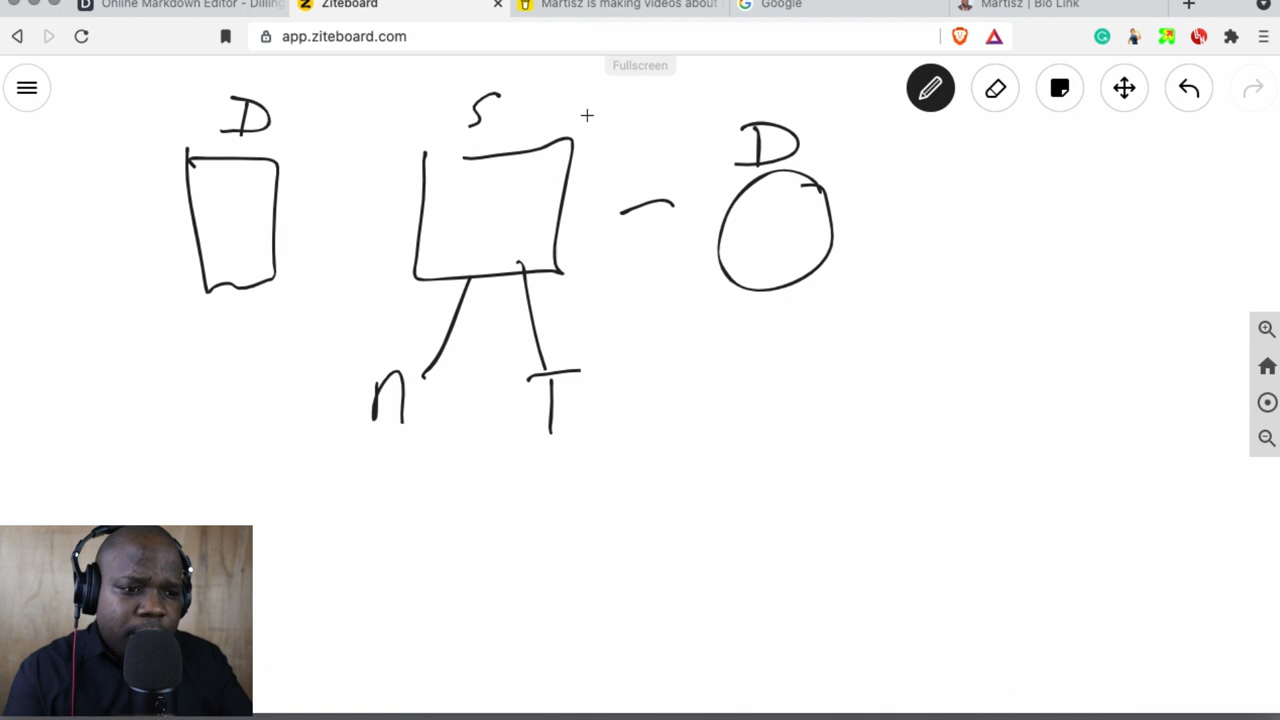 Online Markdown Editor - Dilling
Ziteboard
Martisz is making videos about
Google
Martisz | Bio Link
app.ziteboard.com
Fullscreen
D
S
D
n
T